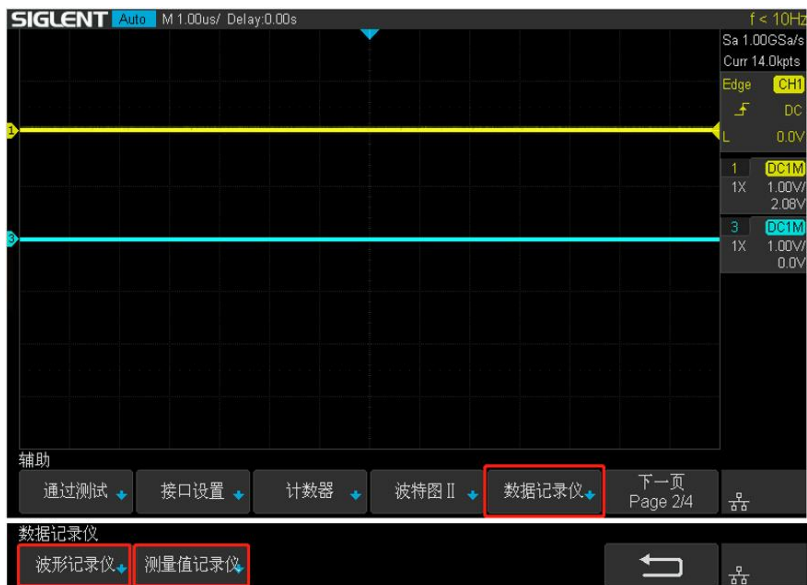 SIGLENT Auto M 1.00us/ Delay:0.00s f < 10Hz
Sa 1.00GSa/s
Curr 14.0kpts
Edge CH1
DC
L 0.0V
1 DC1M
1X 1.00V/
2.08V
3 DC1M
1X 1.00V/
0.0V
1
3
辅助
通过测试 接口设置 计数器 波特图Ⅱ 数据记录仪 下一页
Page 2/4
数据记录仪
波形记录仪 测量值记录仪